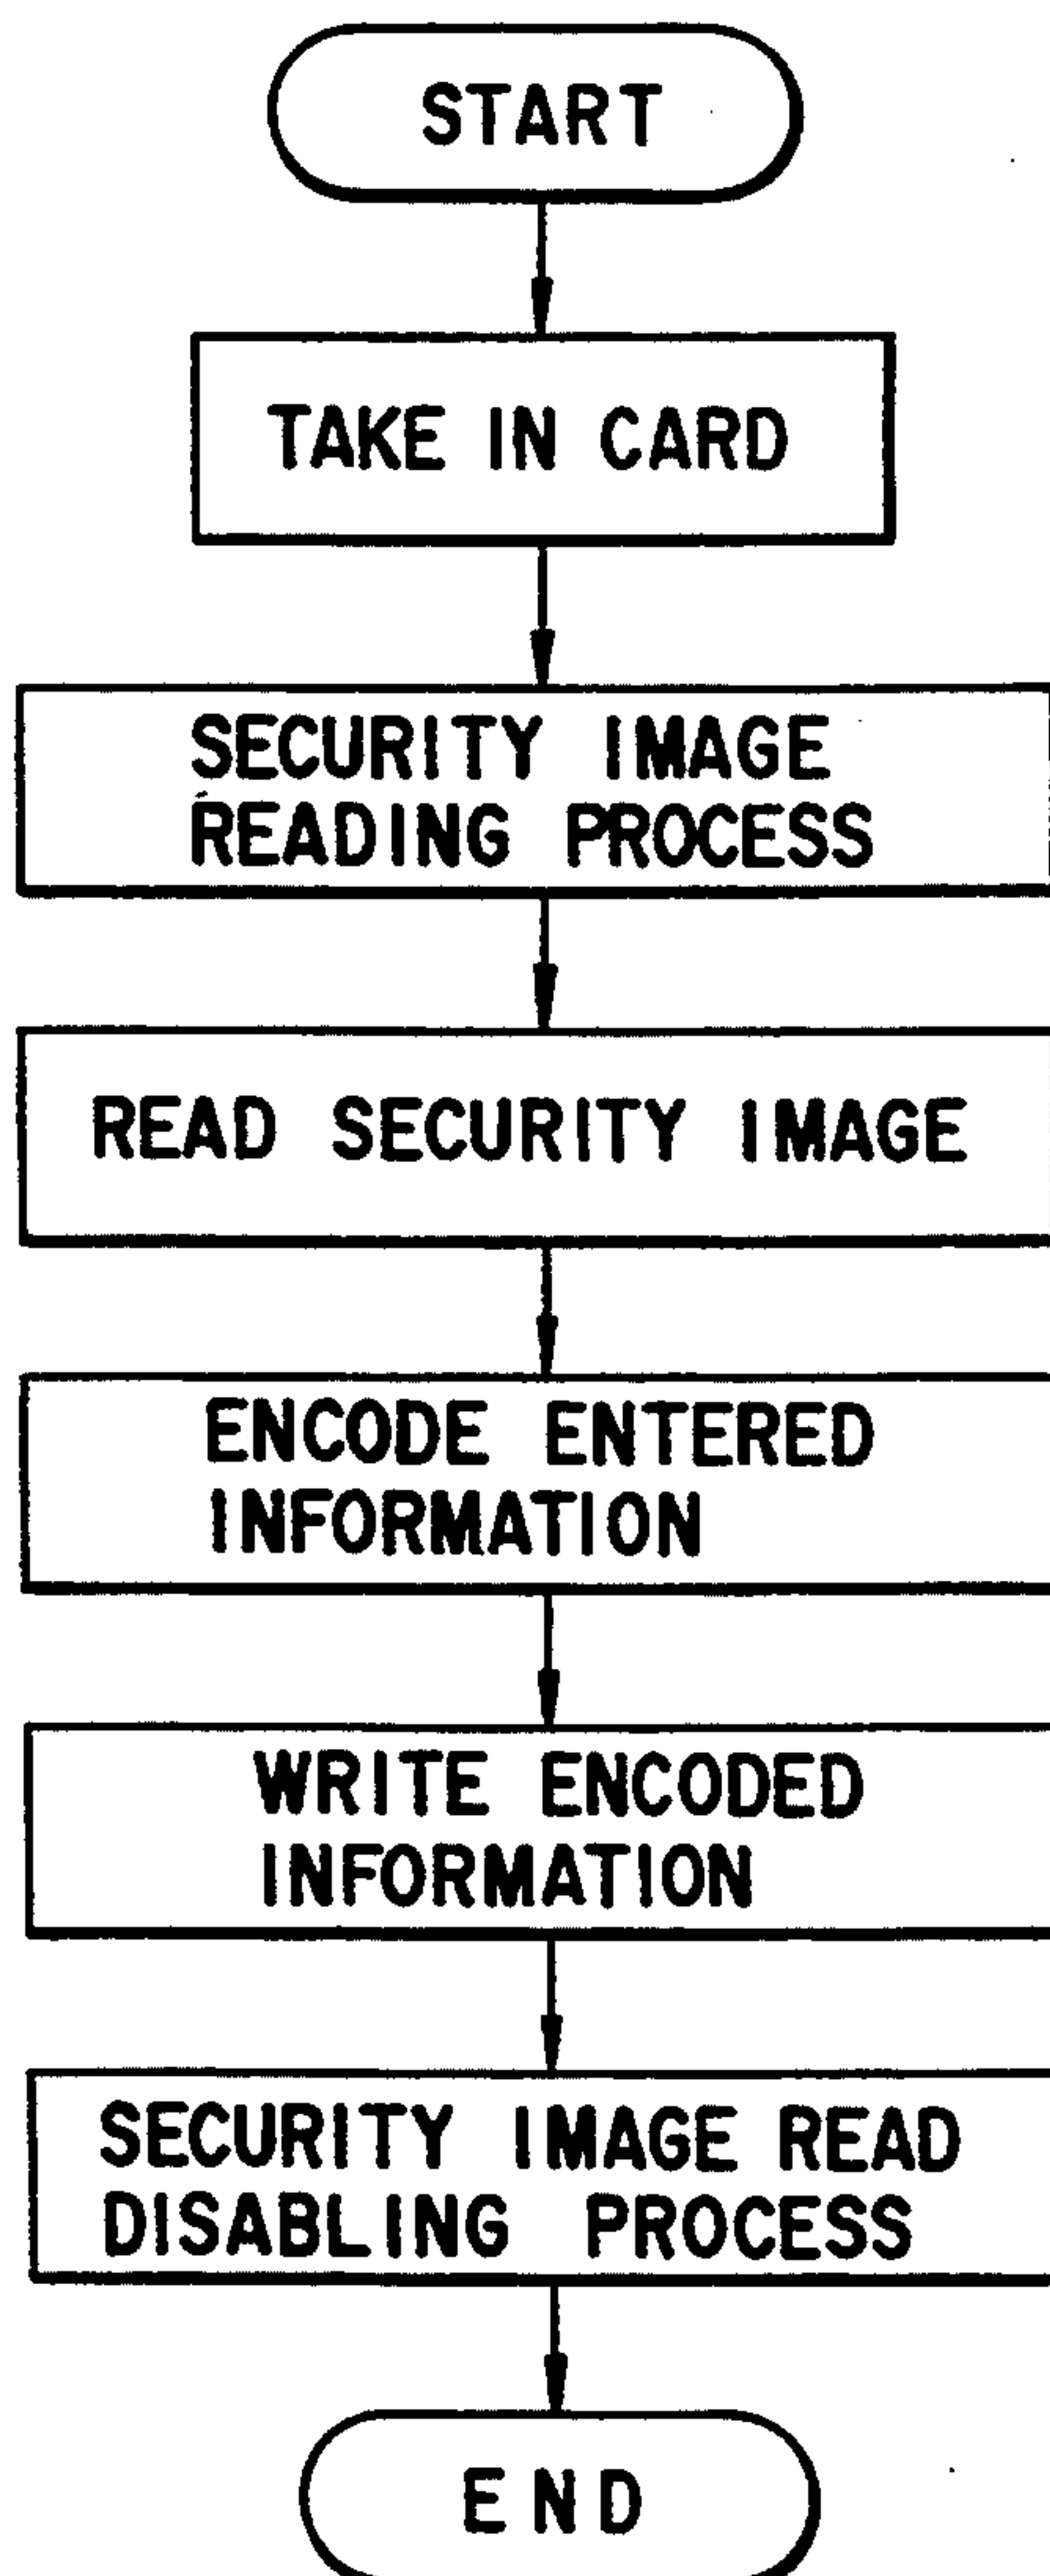 START
TAKE IN CARD
SECURITY IMAGE
READING PROCESS
READ SECURITY IMAGE
ENCODE ENTERED
INFORMATION
WRITE ENCODED
INFORMATION
SECURITY IMAGE READ
DISABLING PROCESS
END